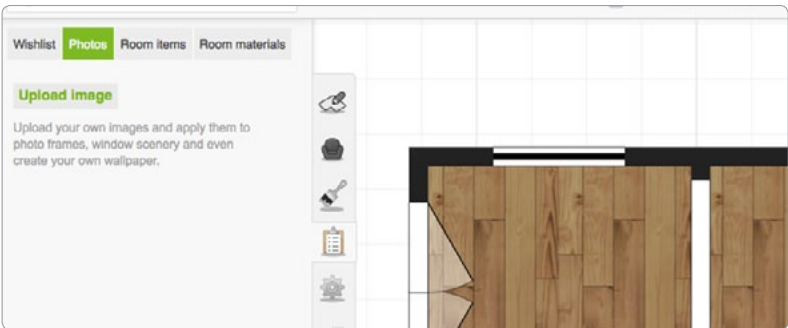 Wishlist Photos Room items Room materials
Upload image
Upload your own images and apply them to
photo frames, window scenery and even
create your own wallpaper.